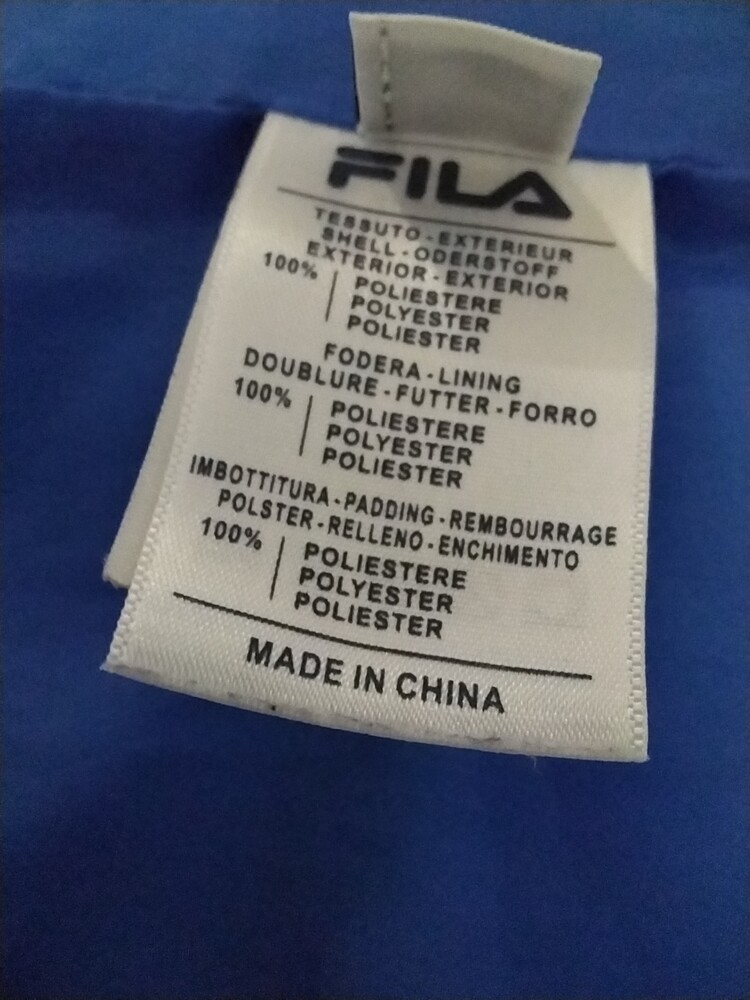 FILA
TESSUTO-EXTERIEUR
SHELL-ODERSTOFF
EXTERIOR-EXTERIOR
100% POLIESTERE
POLYESTER
POLIESTER
FODERA-LINING
DOUBLURE-FUTTER-FORRO
100% POLIESTERE
POLYESTER
POLIESTER
IMBOTTITURA-PADDING-REMBOURRAGE
POLSTER-RELLENO-ENCHIMENTO
100% POLIESTERE
POLYESTER
POLIESTER
MADE IN CHINA